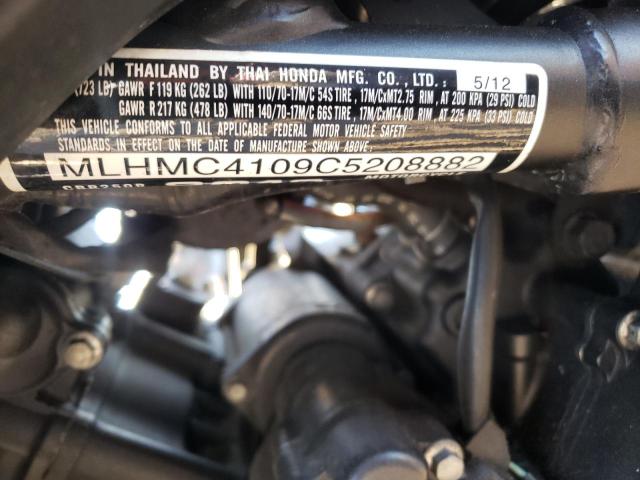 IN THAILAND BY THAI HONDA MFG. CO., LTD.: 5/12
(723 LB) GAWR F 119 KG (262 LB) WITH 110/70-17M/C 54S TIRE, 17M/CxMT2.75 RIM, AT 200 KPA (29 PSI) COLD
GAWR R 217 KG (478 LB) WITH 140/70-17M/C 66S TIRE, 17M/CxMT4.00 RIM, AT 225 KPA (33 PSI) COLD
THIS VEHICLE CONFORMS TO ALL APPLICABLE FEDERAL MOTOR VEHICLE SAFETY
STANDARDS IN EFFECT ON THE DATE OF MANUFACTURE SHOWN ABOVE.
MLHMC4109C5208882
CBR250R MOTORCYCLE